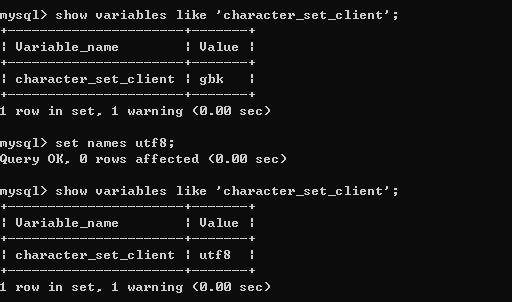 mysql> show variables like 'character_set_client';
+----------------------+-------+
¦ Variable_name        ¦ Value ¦
+----------------------+-------+
¦ character_set_client ¦ gbk   ¦
+----------------------+-------+
1 row in set, 1 warning (0.00 sec)
mysql> set names utf8;
Query OK, 0 rows affected (0.00 sec)
mysql> show variables like 'character_set_client';
+----------------------+-------+
¦ Variable_name        ¦ Value ¦
+----------------------+-------+
¦ character_set_client ¦ utf8  ¦
+----------------------+-------+
1 row in set, 1 warning (0.00 sec)